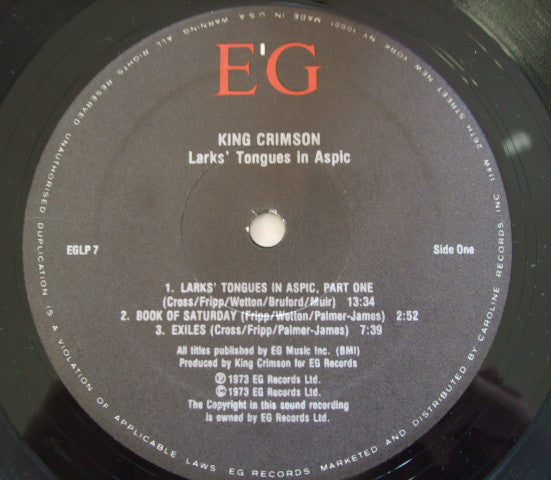 E'G
KING CRIMSON
Larks' Tongues in Aspic
EGLP 7
Side One
1. LARKS' TONGUES IN ASPIC, PART ONE
(Cross/Fripp/Wetton/Bruford/Muir) 13:34
2. BOOK OF SATURDAY (Fripp/Wetton/Palmer-James) 2:52
3. EXILES (Cross/Fripp/Palmer-James) 7:39
All titles published by EG Music Inc. (BMI)
Produced by King Crimson for EG Records
Ⓟ 1973 EG Records Ltd.
© 1973 EG Records Ltd.
The Copyright in this sound recording
is owned by EG Records Ltd.
WARNING ALL RIGHTS RESERVED UNAUTHORISED DUPLICATION IS A VIOLATION OF APPLICABLE LAWS EG RECORDS MARKETED AND DISTRIBUTED BY CAROLINE RECORDS INC 114W 26TH STREET NEW YORK NY 10001 MADE IN U.S.A